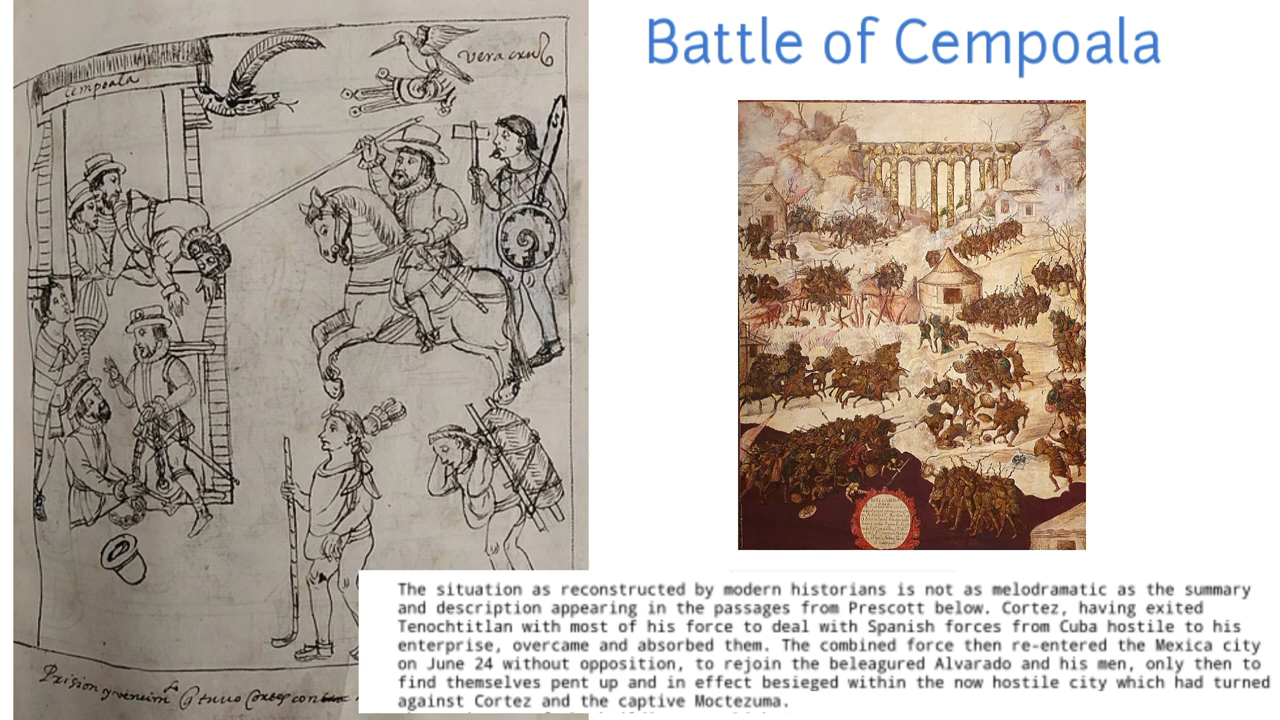 Battle of Cempoala
cempoala
vera cruz
The situation as reconstructed by modern historians is not as melodramatic as the summary
and description appearing in the passages from Prescott below. Cortez, having exited
Tenochtitlan with most of his force to deal with Spanish forces from Cuba hostile to his
enterprise, overcame and absorbed them. The combined force then re-entered the Mexica city
on June 24 without opposition, to rejoin the beleagured Alvarado and his men, only then to
find themselves pent up and in effect besieged within the now hostile city which had turned
against Cortez and the captive Moctezuma.
Prision y